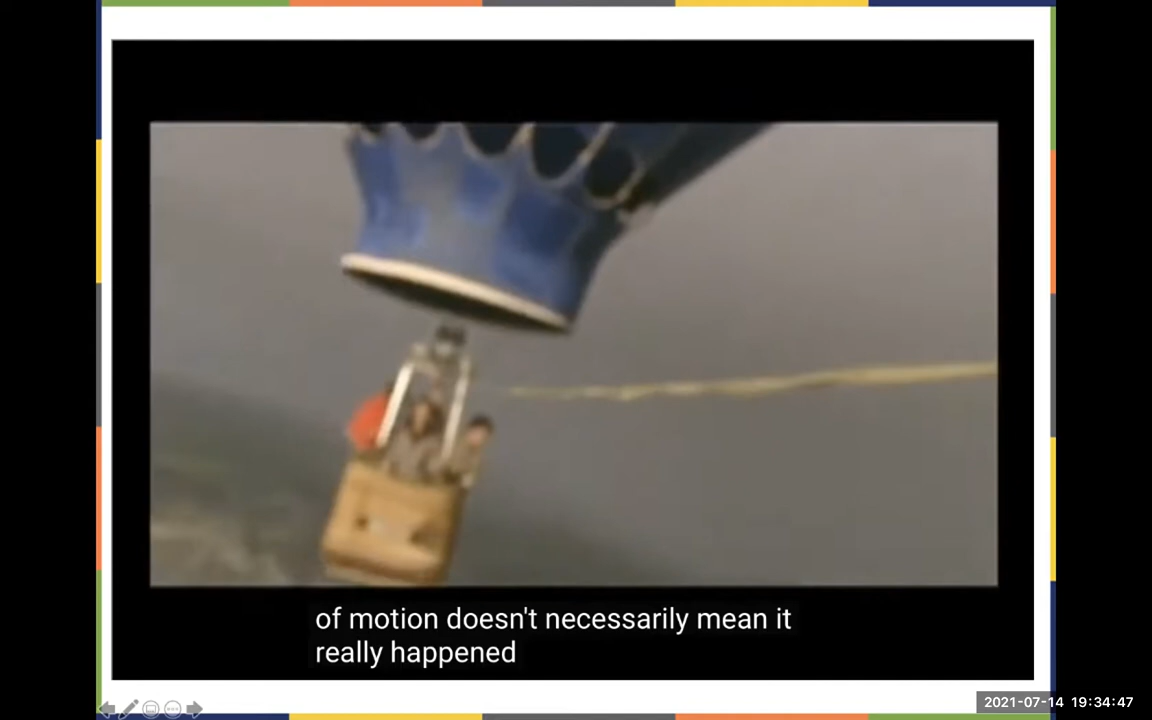 of motion doesn't necessarily mean it
really happened
2021-07-14 19:34:47